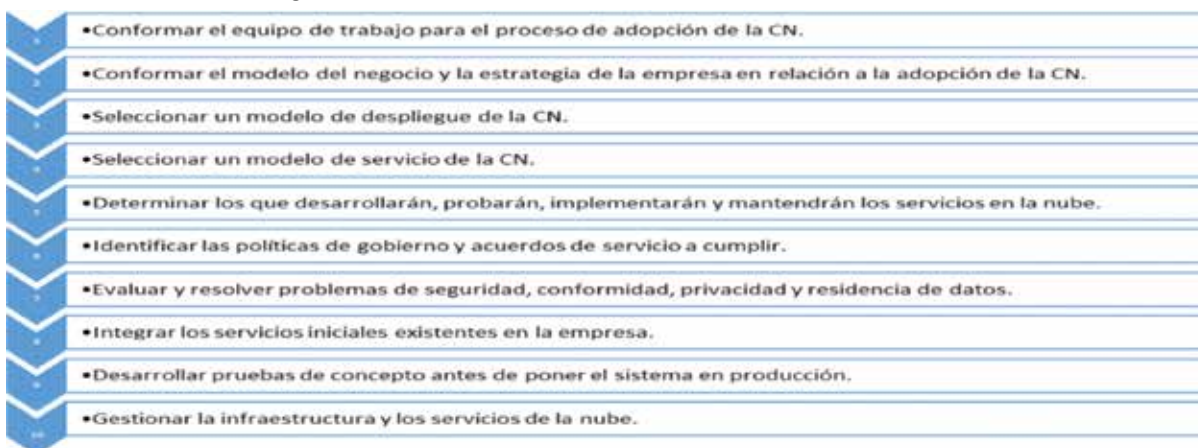 •Conformar el equipo de trabajo para el proceso de adopción de la CN.
•Conformar el modelo del negocio y la estrategia de la empresa en relación a la adopción de la CN.
•Seleccionar un modelo de despliegue de la CN.
•Seleccionar un modelo de servicio de la CN.
•Determinar los que desarrollarán, probarán, implementarán y mantendrán los servicios en la nube.
•Identificar las políticas de gobierno y acuerdos de servicio a cumplir.
•Evaluar y resolver problemas de seguridad, conformidad, privacidad y residencia de datos.
•Integrar los servicios iniciales existentes en la empresa.
•Desarrollar pruebas de concepto antes de poner el sistema en producción.
•Gestionar la infraestructura y los servicios de la nube.